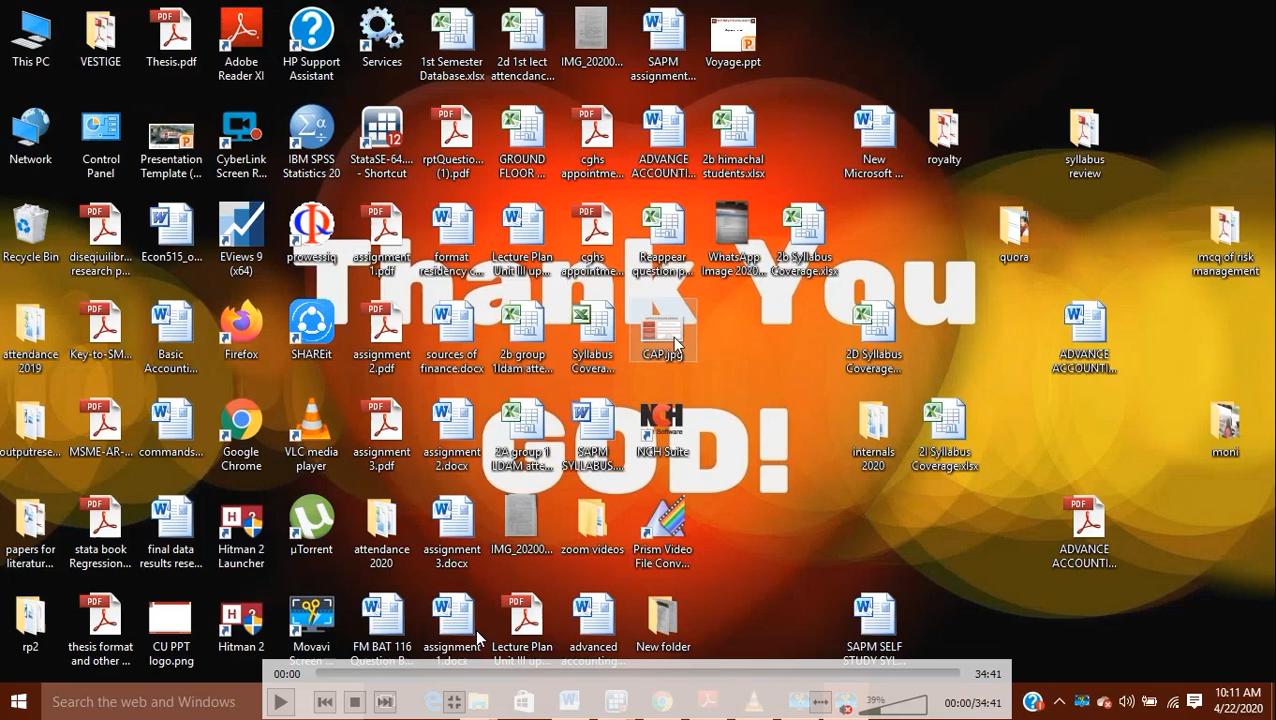 This PC
VESTIGE
Thesis.pdf
Adobe
Reader XI
HP Support
Assistant
Services
1st Semester
Database.xlsx
2d 1st lect
attencdanc...
IMG_20200...
SAPM
assignment...
Voyage.ppt
Network
Control
Panel
Presentation
Template (...
CyberLink
Screen R...
IBM SPSS
Statistics 20
StataSE-64....
- Shortcut
rptQuestio...
(1).pdf
GROUND
FLOOR ...
cghs
appointme...
ADVANCE
ACCOUNTI...
2b himachal
students.xlsx
New
Microsoft ...
royalty
syllabus
review
Recycle Bin
diseqiuilibr...
research p...
Econ515_o...
EViews 9
(x64)
prowessiq
assignment
1.pdf
format
residency c...
Lecture Plan
Unit III up...
cghs
appointme...
Reappear
question p...
WhatsApp
Image 2020...
2b Syllabus
Coverage.xlsx
quora
mcq of risk
management
Thank You
attendance
2019
Key-to-SM...
Basic
Accounti...
Firefox
SHAREit
assignment
2.pdf
sources of
finance.docx
2b group
1ldam atte...
Syllabus
Covera...
CAP.jpg
2D Syllabus
Coverage...
ADVANCE
ACCOUNTI...
GOD!
outputrese...
MSME-AR-...
commands...
Google
Chrome
VLC media
player
assignment
3.pdf
assignment
2.docx
2A group 1
LDAM atte...
SAPM
SYLLABUS....
NCH
Software
NCH Suite
internals
2020
2I Syllabus
Coverage.xlsx
moni
papers for
literatur...
stata book
Regression...
final data
results rese...
Hitman 2
Launcher
µTorrent
attendance
2020
assignment
3.docx
IMG_20200...
zoom videos
Prism Video
File Conv...
ADVANCE
ACCOUNTI...
rp2
thesis format
and other ...
CU PPT
logo.png
Hitman 2
Movavi
Screen ...
FM BAT 116
Question B...
assignment
1.docx
Lecture Plan
Unit III up...
advanced
accounting...
New folder
SAPM SELF
STUDY SYL...
00:00
34:41
Search the web and Windows
39%
00:00/34:41
10:11 AM
4/22/2020